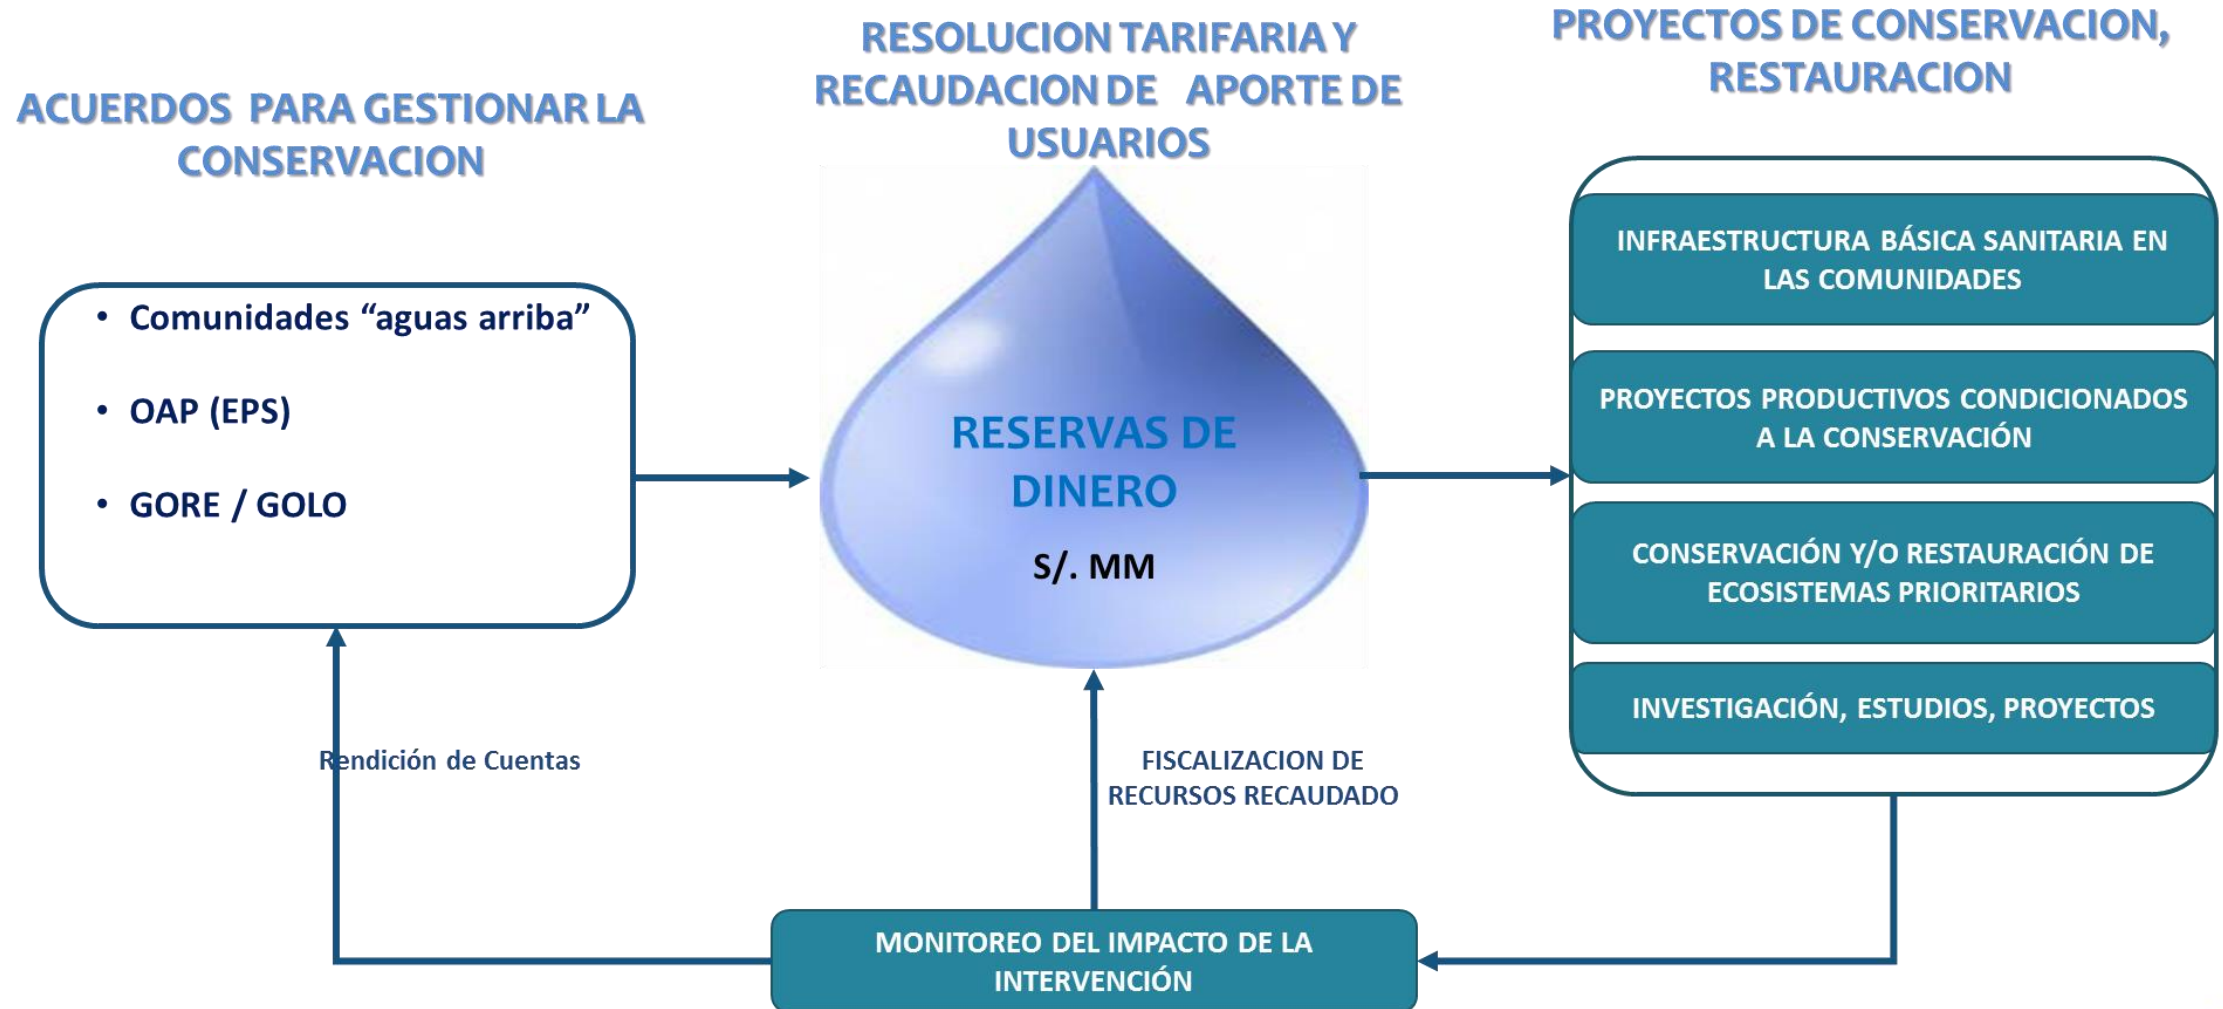 ACUERDOS PARA GESTIONAR LA
CONSERVACION
• Comunidades “aguas arriba”
• OAP (EPS)
• GORE / GOLO
RESOLUCION TARIFARIA Y
RECAUDACION DE APORTE DE
USUARIOS
RESERVAS DE
DINERO
S/. MM
PROYECTOS DE CONSERVACION,
RESTAURACION
INFRAESTRUCTURA BÁSICA SANITARIA EN
LAS COMUNIDADES
PROYECTOS PRODUCTIVOS CONDICIONADOS
A LA CONSERVACIÓN
CONSERVACIÓN Y/O RESTAURACIÓN DE
ECOSISTEMAS PRIORITARIOS
INVESTIGACIÓN, ESTUDIOS, PROYECTOS
Rendición de Cuentas
FISCALIZACION DE
RECURSOS RECAUDADO
MONITOREO DEL IMPACTO DE LA
INTERVENCIÓN